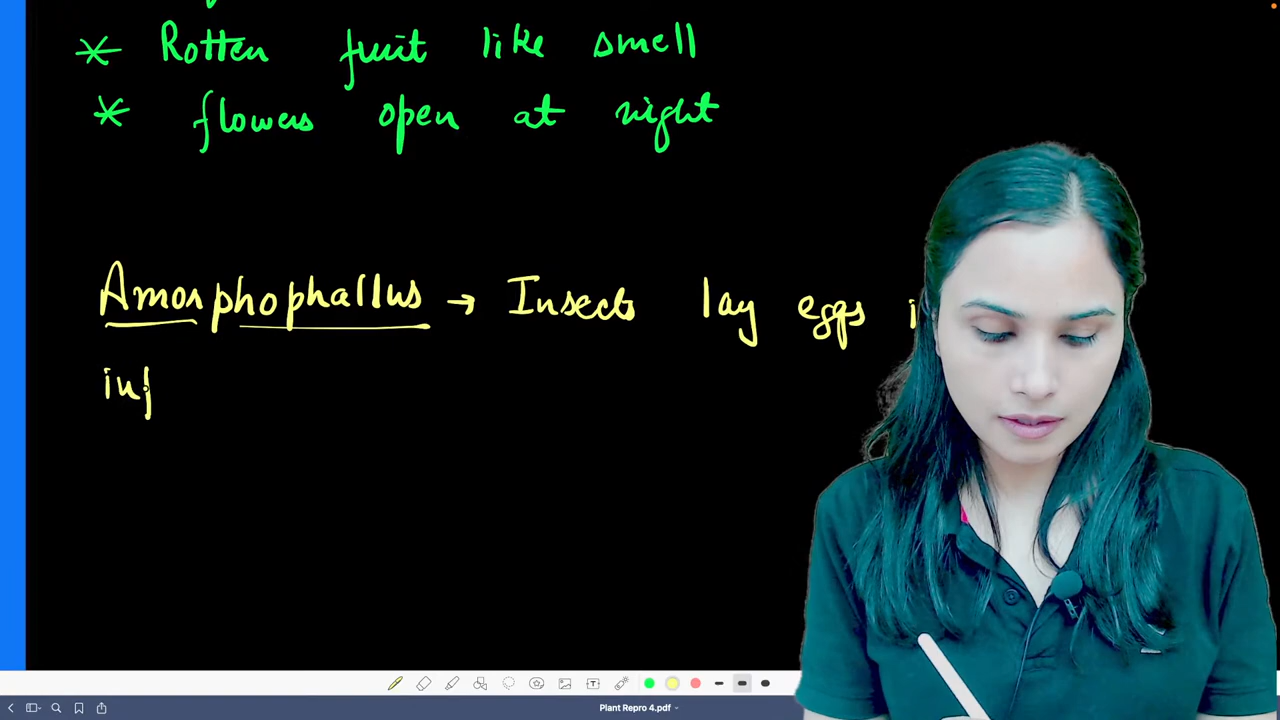 * Rotten fruit like smell
* flowers open at night
Amorphophallus → Insects lay eggs i
inf
Plant Repro 4.pdf